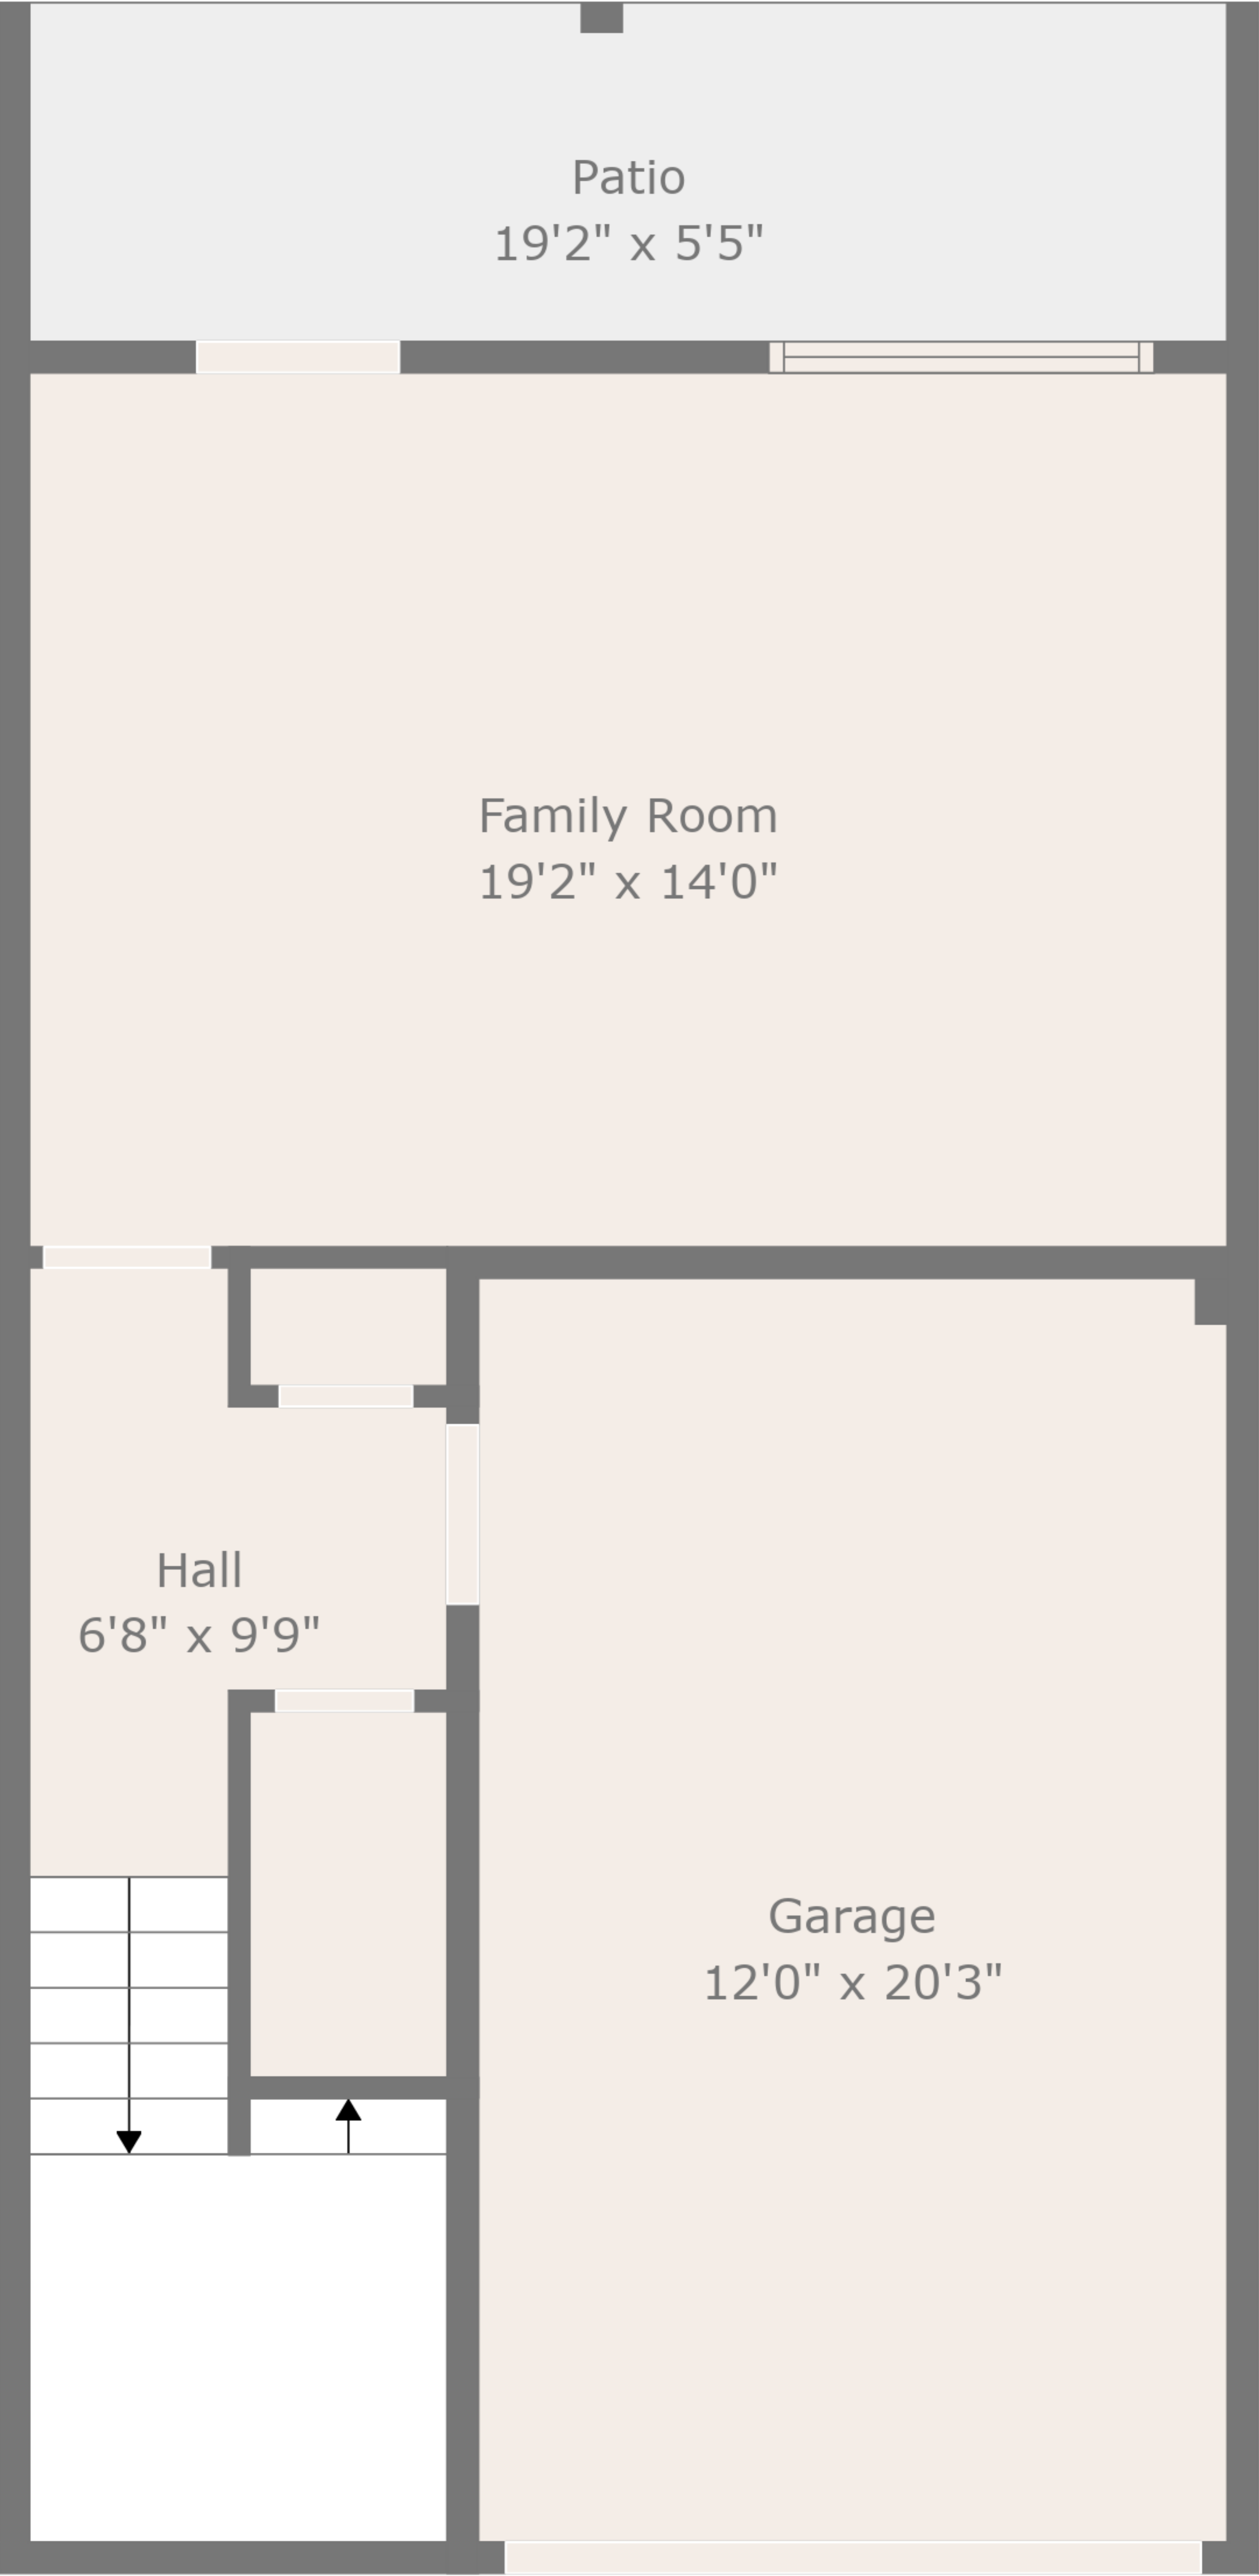 Patio
19'2" x 5'5"
Family Room
19'2" x 14'0"
Hall
6'8" x 9'9"
Garage
12'0" x 20'3"